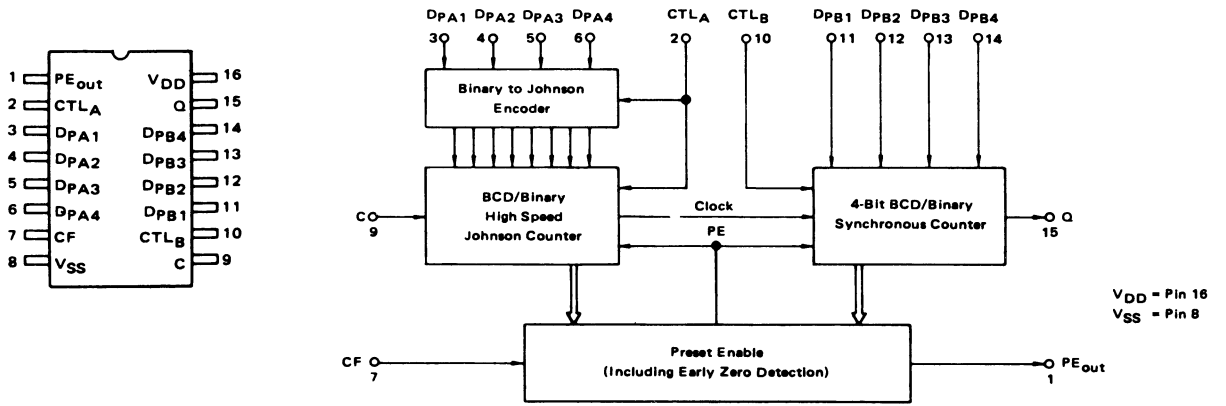 1 PEout VDD 16
2 CTLA Q 15
3 DPA1 DPB4 14
4 DPA2 DPB3 13
5 DPA3 DPB2 12
6 DPA4 DPB1 11
7 CF CTLB 10
8 VSS C 9
DPA1 DPA2 DPA3 DPA4 CTLA CTLB DPB1 DPB2 DPB3 DPB4
3 4 5 6 2 10 11 12 13 14
Binary to Johnson
Encoder
BCD/Binary
High Speed
Johnson Counter
C
9
Clock
PE
4-Bit BCD/Binary
Synchronous Counter
Q
15
VDD = Pin 16
VSS = Pin 8
CF
7
Preset Enable
(Including Early Zero Detection)
PEout
1